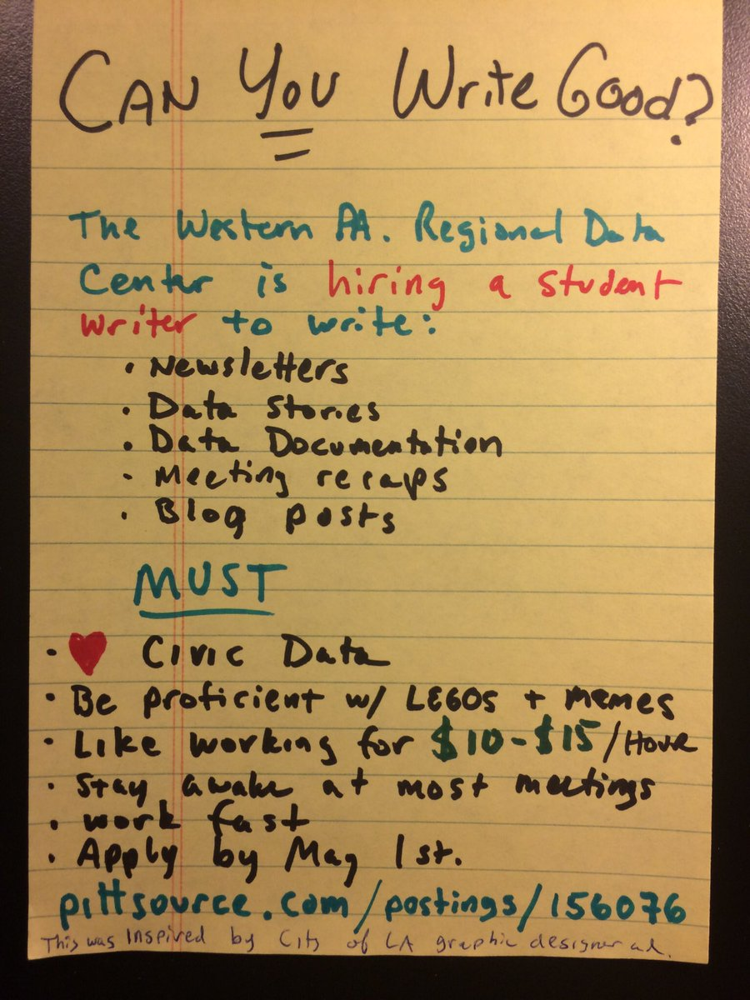 CAN YOU Write Good?
The Western PA. Regional Data
Center is hiring a student
writer to write:
• Newsletters
• Data stories
• Data Documentation
• Meeting recaps
• Blog posts
MUST
• ♥ Civic Data
• Be proficient w/ LEGOs + memes
• Like working for $10-$15/Hour
• Stay awake at most meetings
• work fast
• Apply by May 1st.
pittsource.com/postings/156076
This was Inspired by City of LA graphic designer ad.